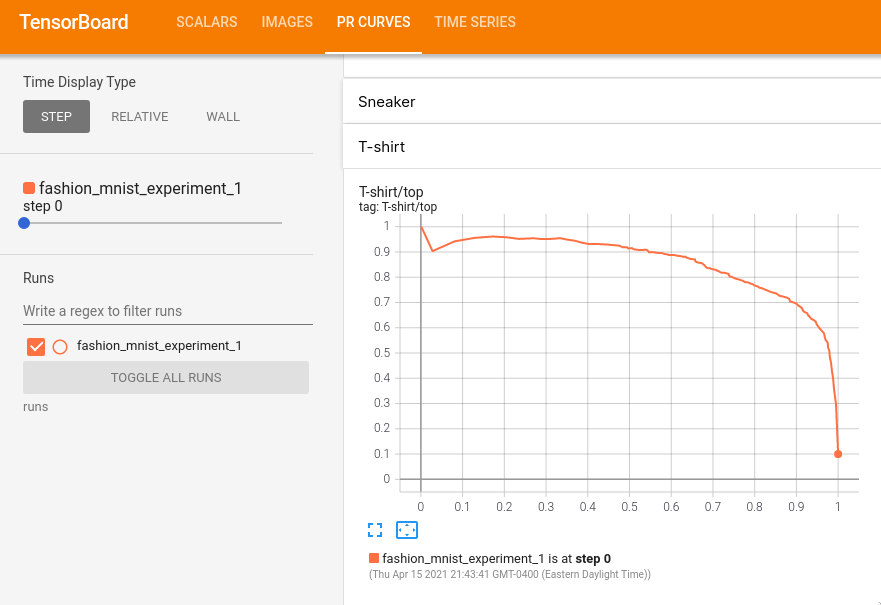 TensorBoard
SCALARS IMAGES PR CURVES TIME SERIES
Time Display Type
STEP RELATIVE WALL
fashion_mnist_experiment_1
step 0
Runs
Write a regex to filter runs
fashion_mnist_experiment_1
TOGGLE ALL RUNS
runs
Sneaker
T-shirt
T-shirt/top
tag: T-shirt/top
1
0.9
0.8
0.7
0.6
0.5
0.4
0.3
0.2
0.1
0
0 0.1 0.2 0.3 0.4 0.5 0.6 0.7 0.8 0.9 1
fashion_mnist_experiment_1 is at step 0
(Thu Apr 15 2021 21:43:41 GMT-0400 (Eastern Daylight Time))